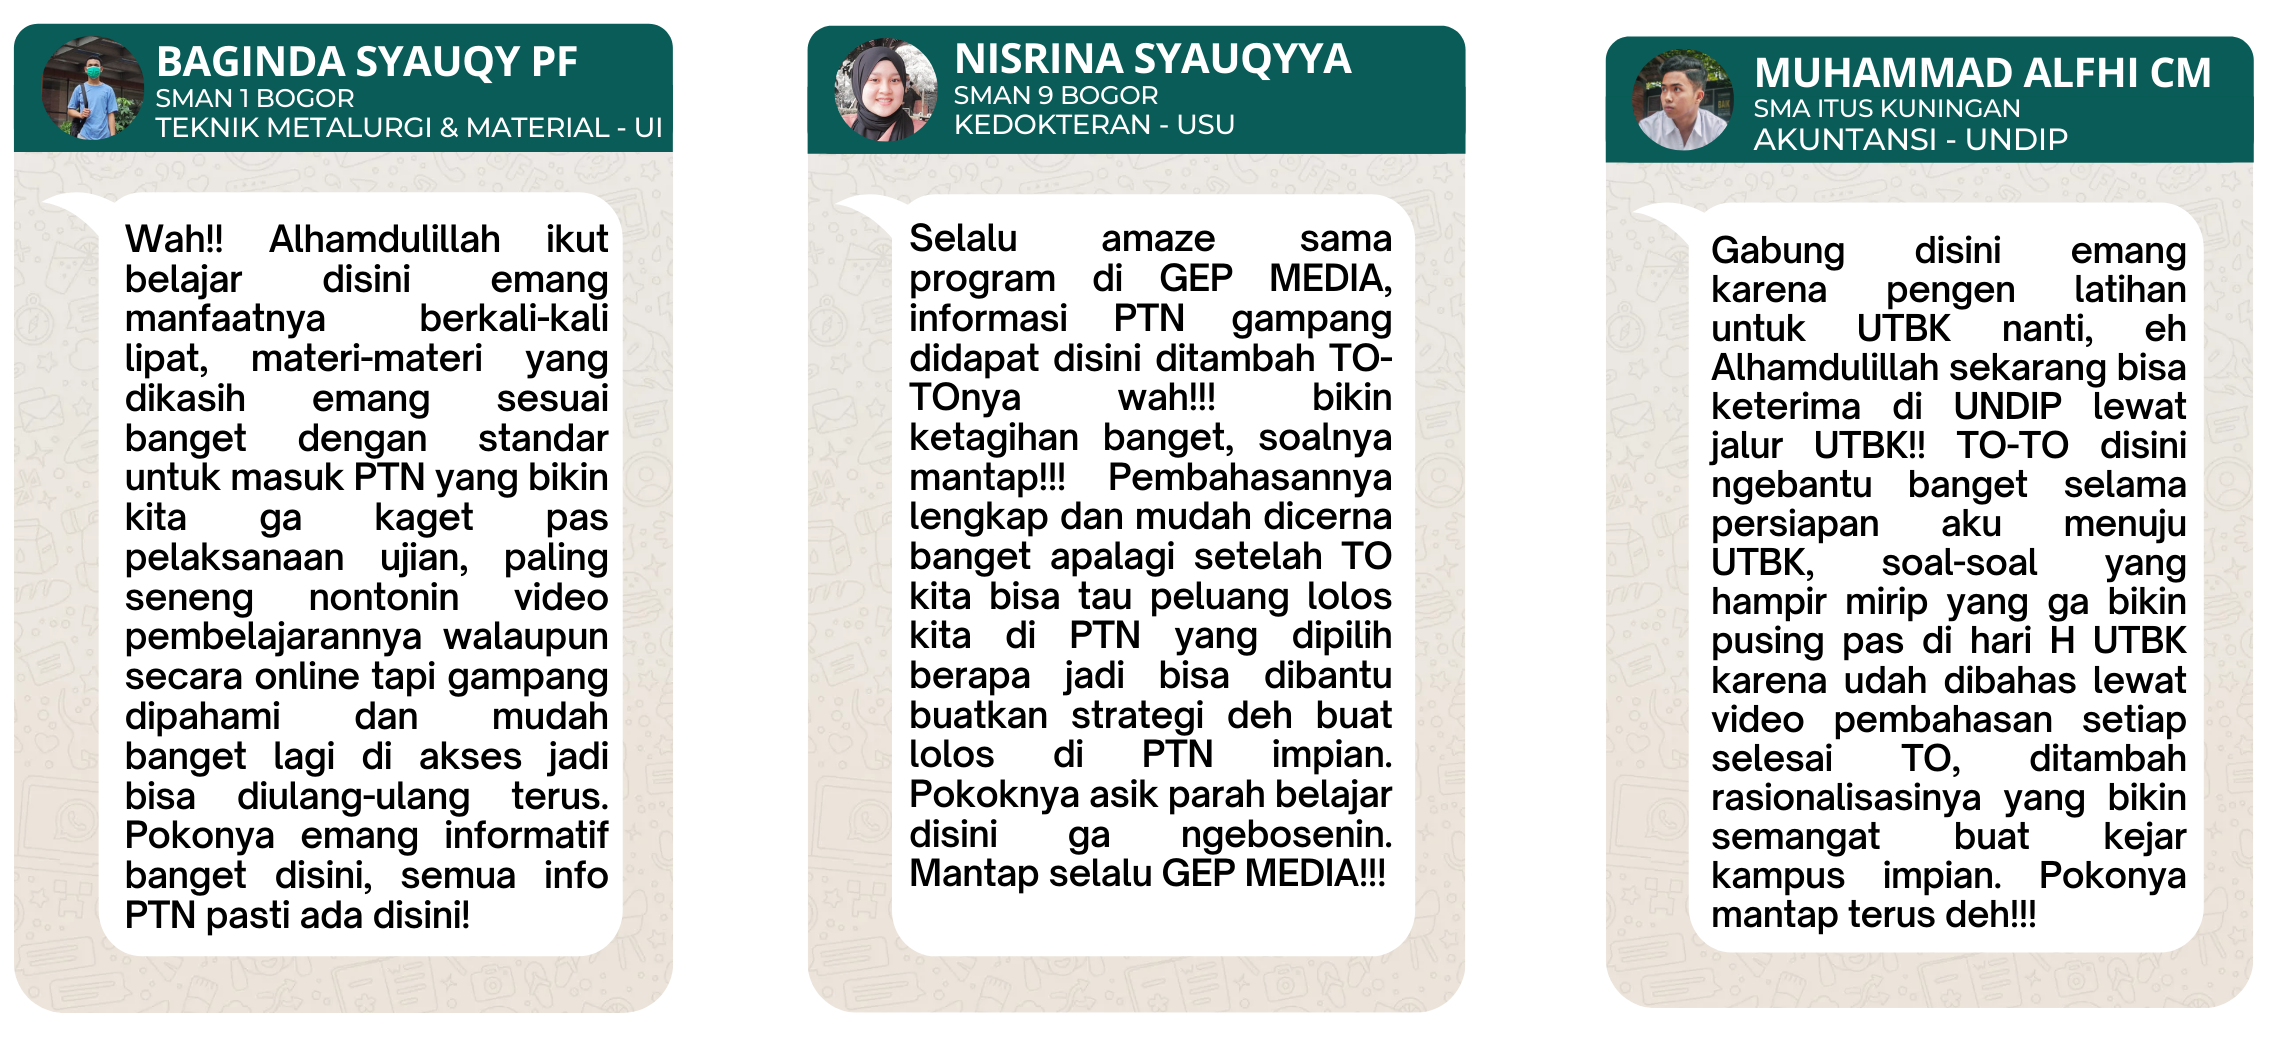 BAGINDA SYAUQY PF
SMAN 1 BOGOR
TEKNIK METALURGI & MATERIAL - UI
Wah!! Alhamdulillah ikut
belajar disini emang
manfaatnya berkali-kali
lipat, materi-materi yang
dikasih emang sesuai
banget dengan standar
untuk masuk PTN yang bikin
kita ga kaget pas
pelaksanaan ujian, paling
seneng nontonin video
pembelajarannya walaupun
secara online tapi gampang
dipahami dan mudah
banget lagi di akses jadi
bisa diulang-ulang terus.
Pokonya emang informatif
banget disini, semua info
PTN pasti ada disini!
NISRINA SYAUQYYA
SMAN 9 BOGOR
KEDOKTERAN - USU
Selalu amaze sama
program di GEP MEDIA,
informasi PTN gampang
didapat disini ditambah TO-
TOnya wah!!! bikin
ketagihan banget, soalnya
mantap!!! Pembahasannya
lengkap dan mudah dicerna
banget apalagi setelah TO
kita bisa tau peluang lolos
kita di PTN yang dipilih
berapa jadi bisa dibantu
buatkan strategi deh buat
lolos di PTN impian.
Pokoknya asik parah belajar
disini ga ngebosenin.
Mantap selalu GEP MEDIA!!!
MUHAMMAD ALFHI CM
SMA ITUS KUNINGAN
AKUNTANSI - UNDIP
Gabung disini emang
karena pengen latihan
untuk UTBK nanti, eh
Alhamdulillah sekarang bisa
keterima di UNDIP lewat
jalur UTBK!! TO-TO disini
ngebantu banget selama
persiapan aku menuju
UTBK, soal-soal yang
hampir mirip yang ga bikin
pusing pas di hari H UTBK
karena udah dibahas lewat
video pembahasan setiap
selesai TO, ditambah
rasionalisasinya yang bikin
semangat buat kejar
kampus impian. Pokonya
mantap terus deh!!!